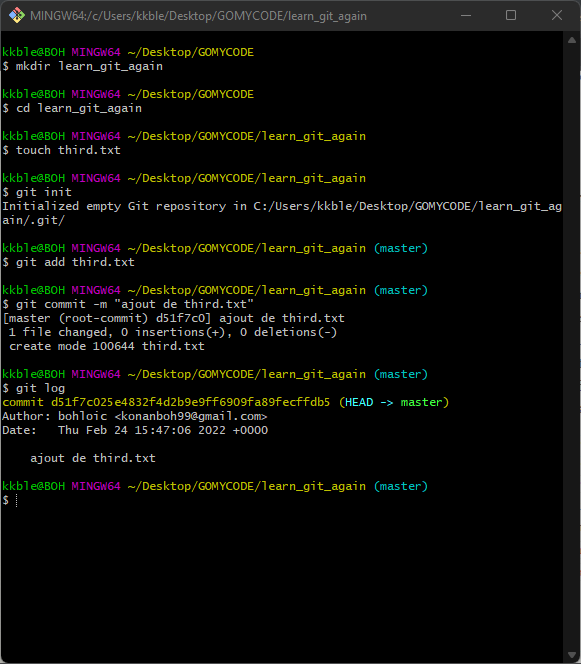 MINGW64:/c/Users/kkble/Desktop/GOMYCODE/learn_git_again
kkble@BOH MINGW64 ~/Desktop/GOMYCODE
$ mkdir learn_git_again
kkble@BOH MINGW64 ~/Desktop/GOMYCODE
$ cd learn_git_again
kkble@BOH MINGW64 ~/Desktop/GOMYCODE/learn_git_again
$ touch third.txt
kkble@BOH MINGW64 ~/Desktop/GOMYCODE/learn_git_again
$ git init
Initialized empty Git repository in C:/Users/kkble/Desktop/GOMYCODE/learn_git_ag
ain/.git/
kkble@BOH MINGW64 ~/Desktop/GOMYCODE/learn_git_again (master)
$ git add third.txt
kkble@BOH MINGW64 ~/Desktop/GOMYCODE/learn_git_again (master)
$ git commit -m "ajout de third.txt"
[master (root-commit) d51f7c0] ajout de third.txt
 1 file changed, 0 insertions(+), 0 deletions(-)
 create mode 100644 third.txt
kkble@BOH MINGW64 ~/Desktop/GOMYCODE/learn_git_again (master)
$ git log
commit d51f7c025e4832f4d2b9e9ff6909fa89fecffdb5 (HEAD -> master)
Author: bohloic <konanboh99@gmail.com>
Date:   Thu Feb 24 15:47:06 2022 +0000
    ajout de third.txt
kkble@BOH MINGW64 ~/Desktop/GOMYCODE/learn_git_again (master)
$